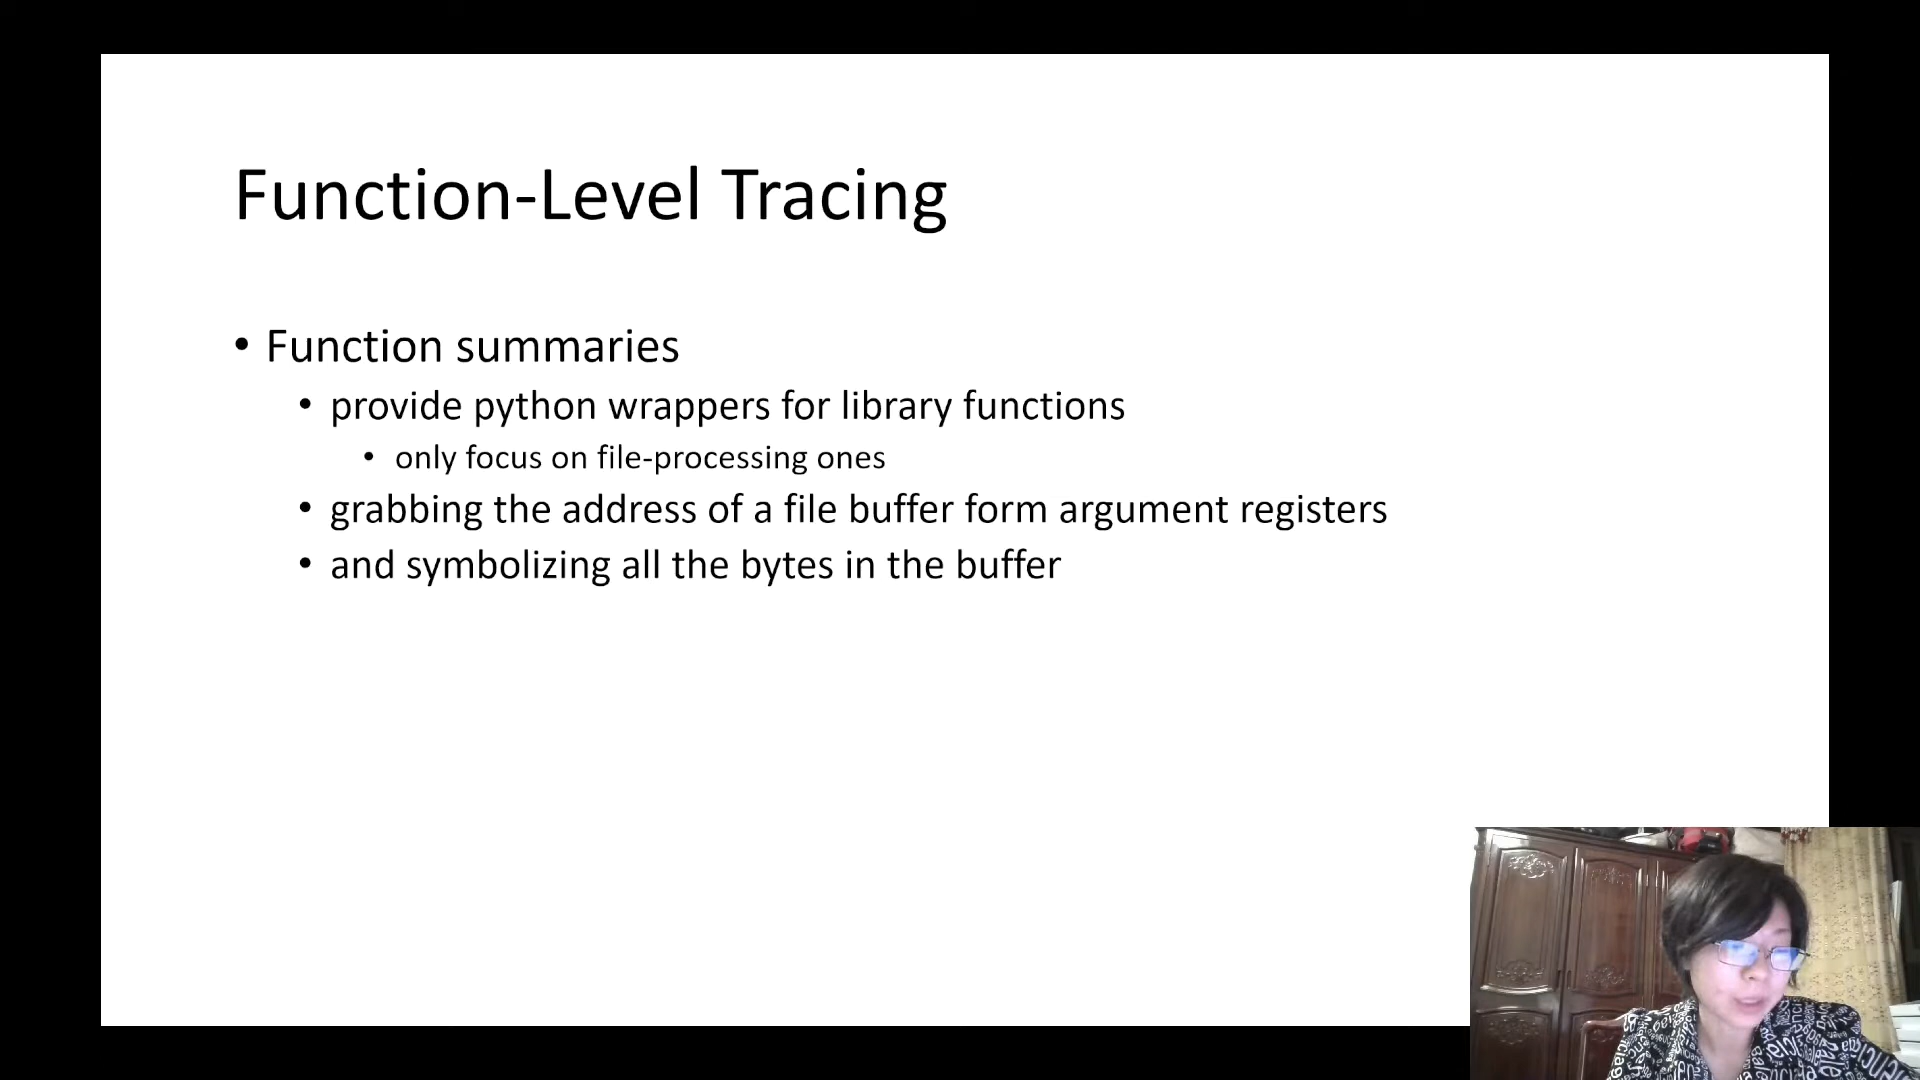 Function-Level Tracing
• Function summaries
• provide python wrappers for library functions
• only focus on file-processing ones
• grabbing the address of a file buffer form argument registers
• and symbolizing all the bytes in the buffer